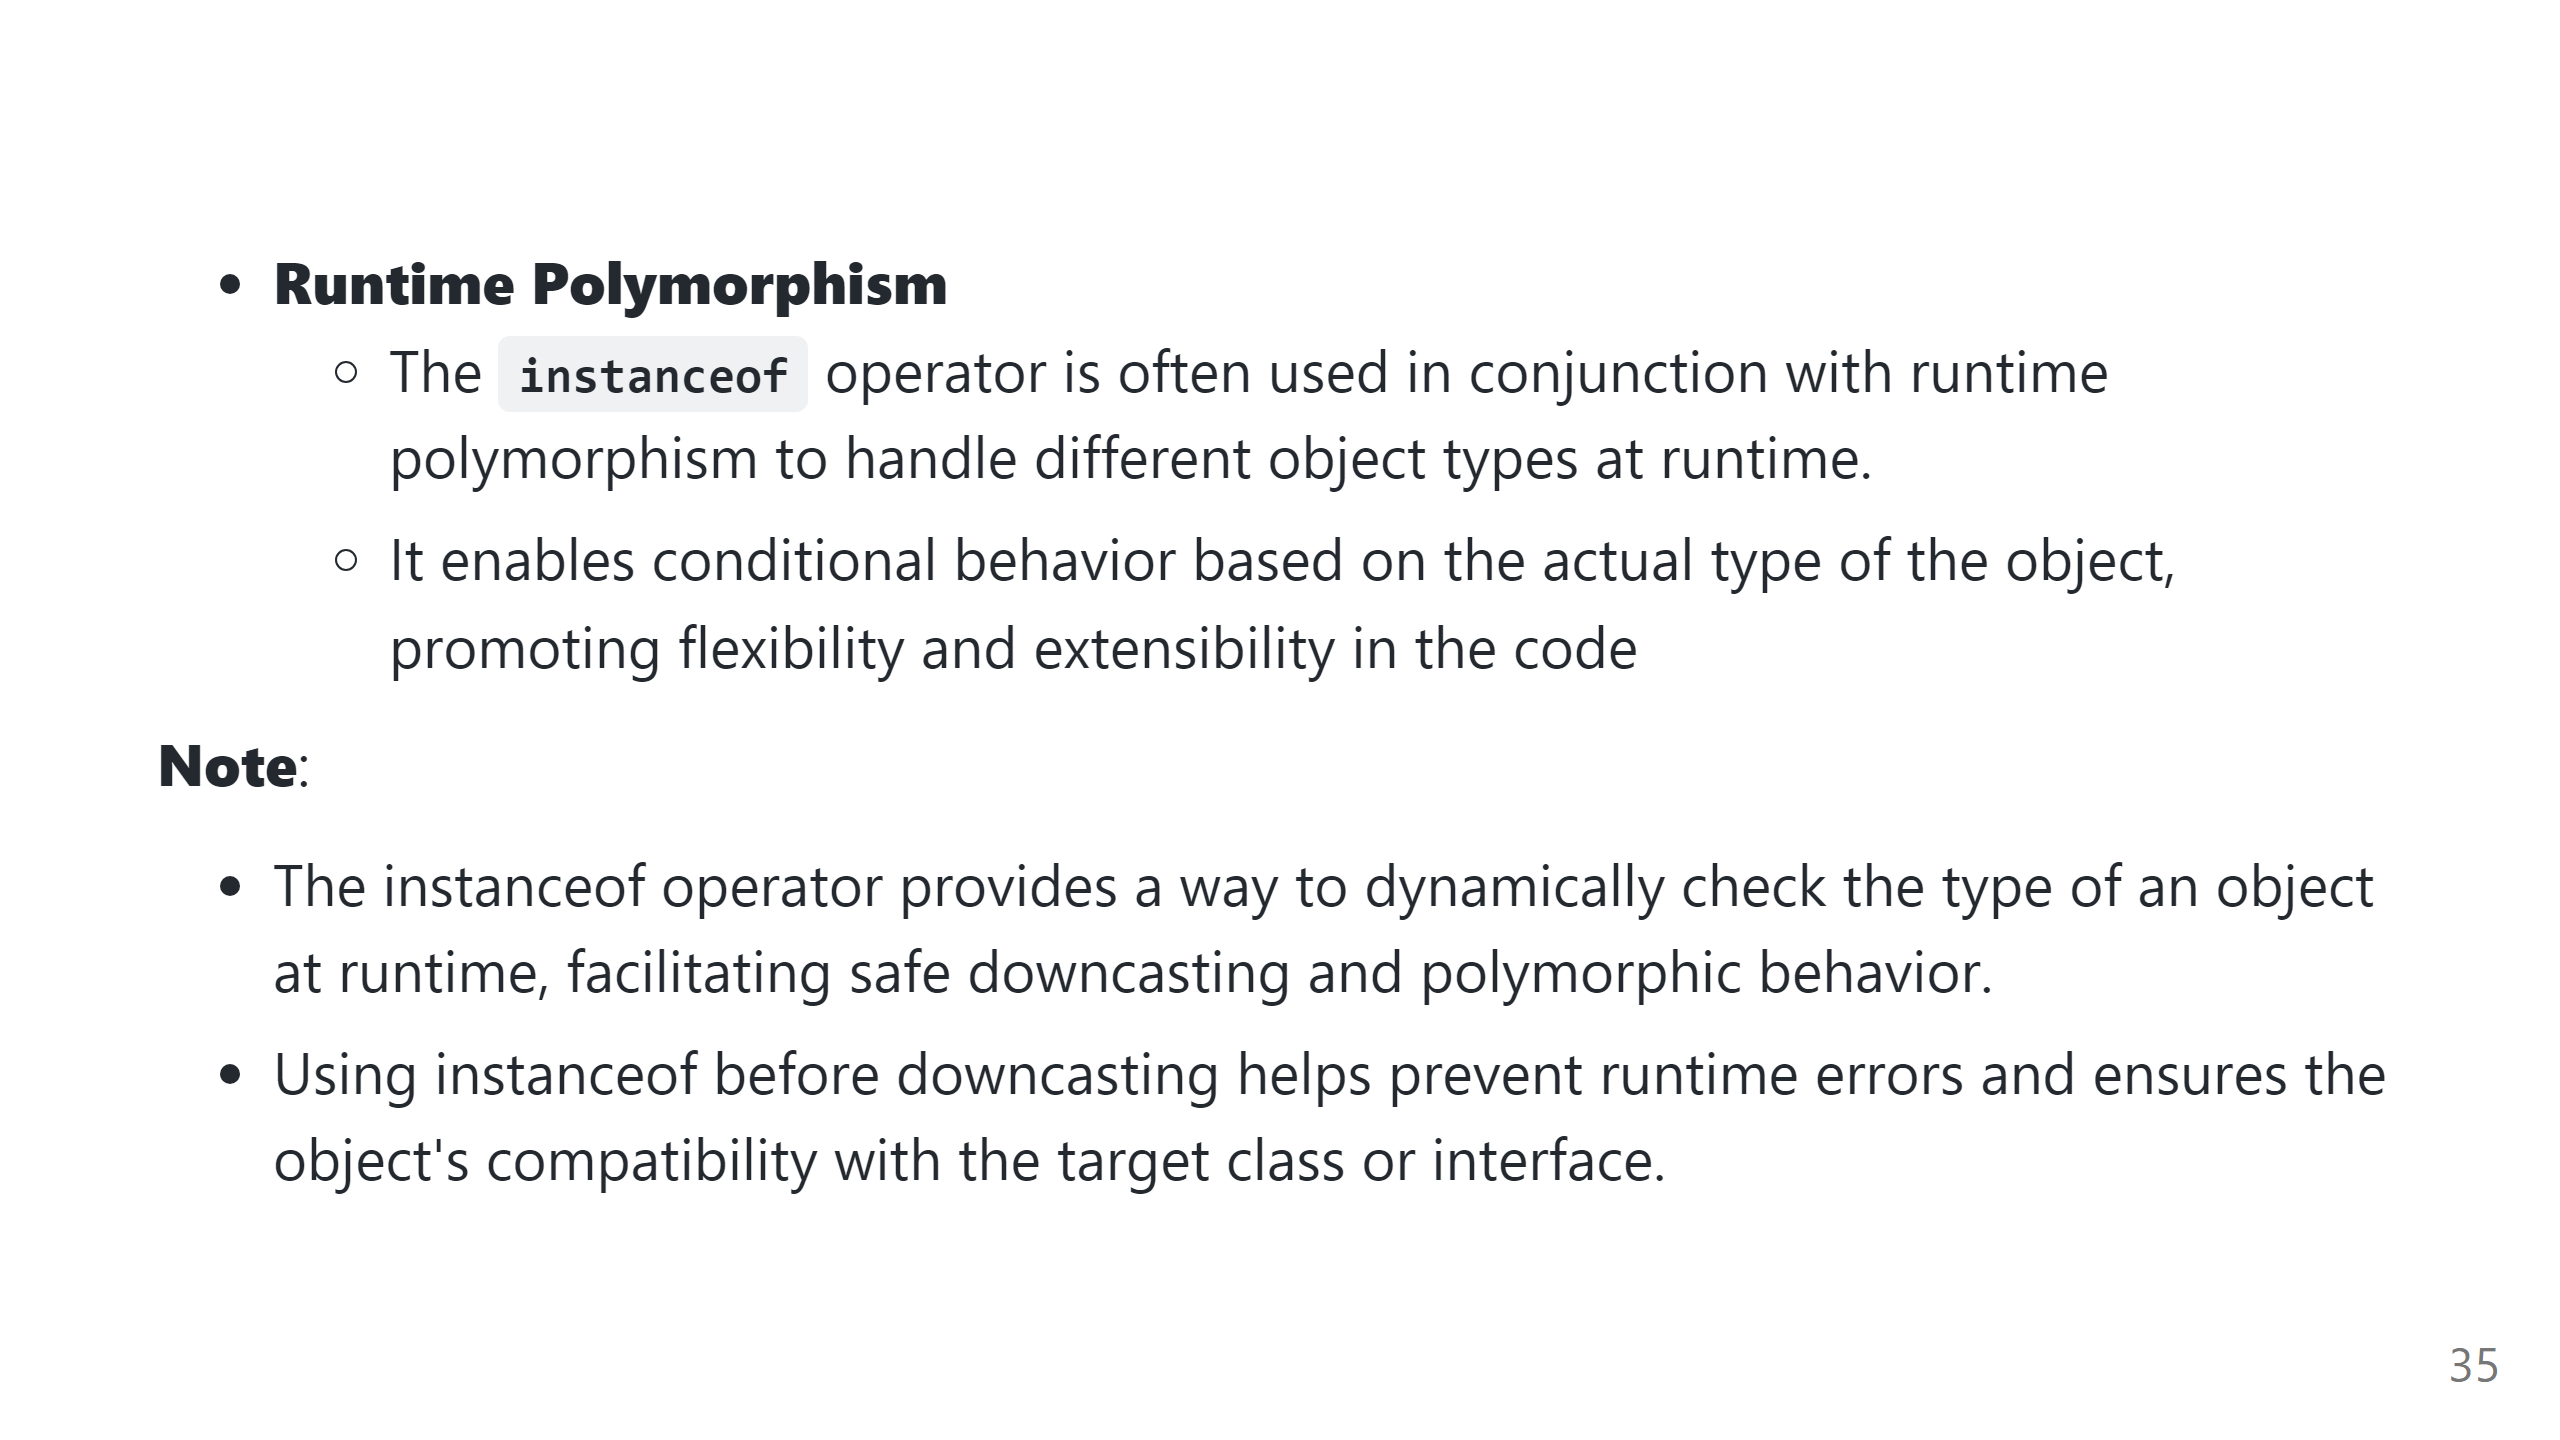 Runtime Polymorphism
The instanceof operator is often used in conjunction with runtime
polymorphism to handle different object types at runtime.
It enables conditional behavior based on the actual type of the object,
promoting flexibility and extensibility in the code
Note:
The instanceof operator provides a way to dynamically check the type of an object
at runtime, facilitating safe downcasting and polymorphic behavior.
Using instanceof before downcasting helps prevent runtime errors and ensures the
object's compatibility with the target class or interface.
35